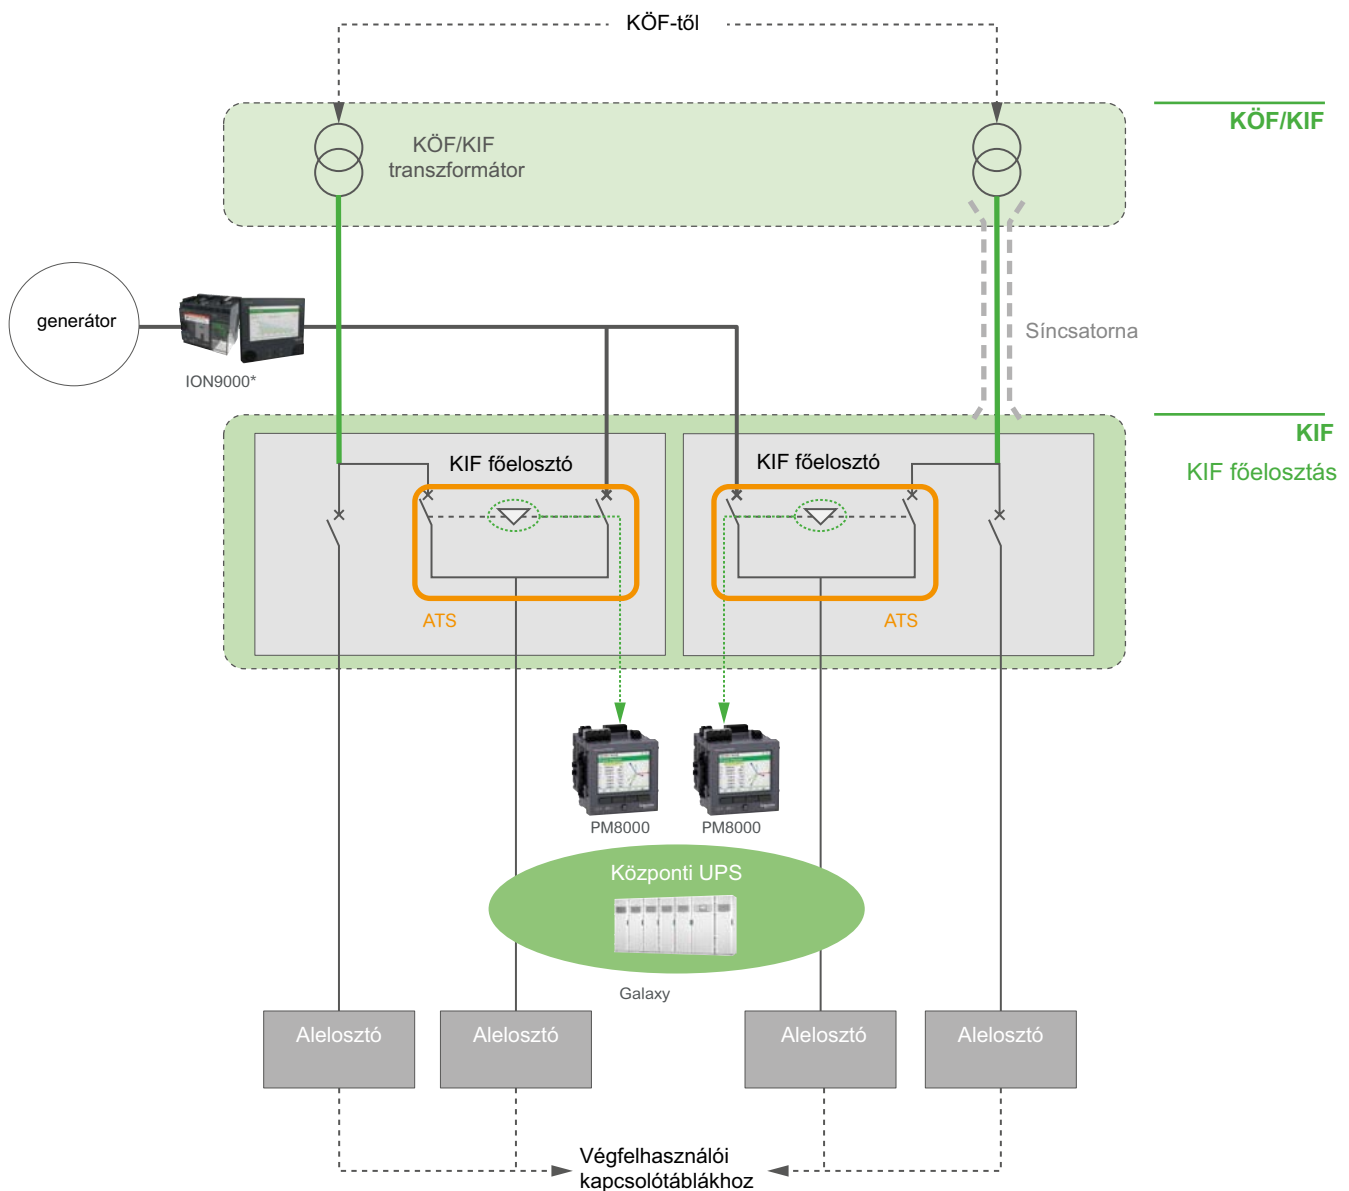 KÖF-től
KÖF/KIF
KÖF/KIF
transzformátor
generátor
ION9000*
Síncsatorna
KIF
KIF főelosztás
KIF főelosztó
KIF főelosztó
ATS
ATS
PM8000
PM8000
Központi UPS
Galaxy
Alelosztó
Alelosztó
Alelosztó
Alelosztó
Végfelhasználói
kapcsolótáblákhoz